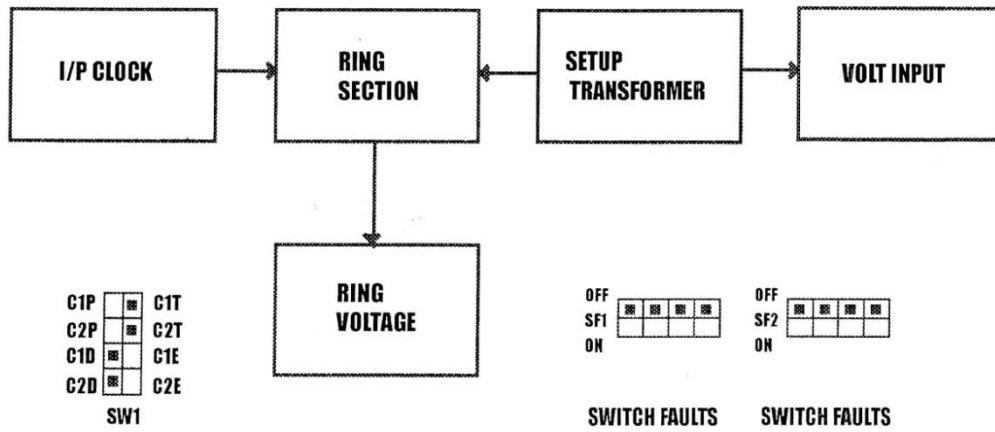 I/P CLOCK
RING
SECTION
SETUP
TRANSFORMER
VOLT INPUT
RING
VOLTAGE
C1P C1T
C2P C2T
C1D C1E
C2D C2E
SW1
OFF
SF1
ON
SWITCH FAULTS
OFF
SF2
ON
SWITCH FAULTS